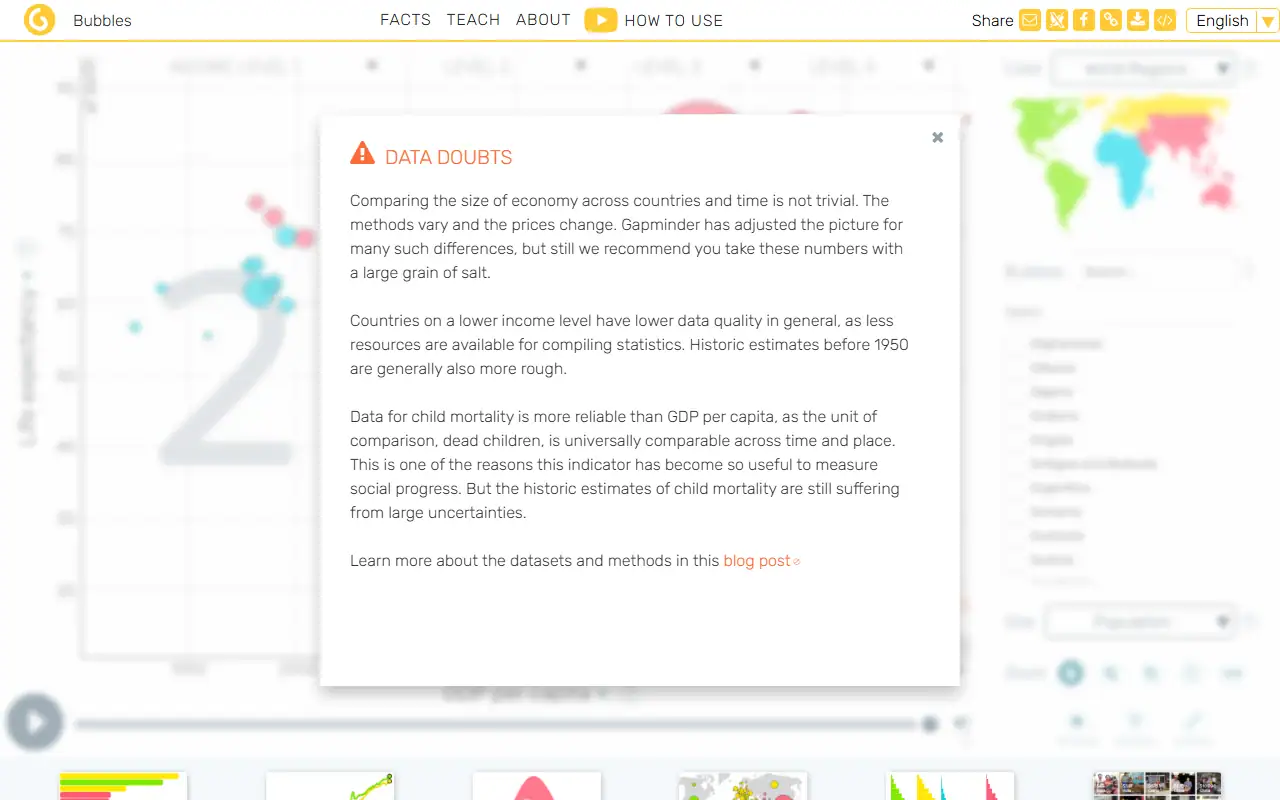 Bubbles
FACTS TEACH ABOUT HOW TO USE
Share
English
DATA DOUBTS
Comparing the size of economy across countries and time is not trivial. The
methods vary and the prices change. Gapminder has adjusted the picture for
many such differences, but still we recommend you take these numbers with
a large grain of salt.
Countries on a lower income level have lower data quality in general, as less
resources are available for compiling statistics. Historic estimates before 1950
are generally also more rough.
Data for child mortality is more reliable than GDP per capita, as the unit of
comparison, dead children, is universally comparable across time and place.
This is one of the reasons this indicator has become so useful to measure
social progress. But the historic estimates of child mortality are still suffering
from large uncertainties.
Learn more about the datasets and methods in this blog post
Life expectancy
2
World Regions
Population